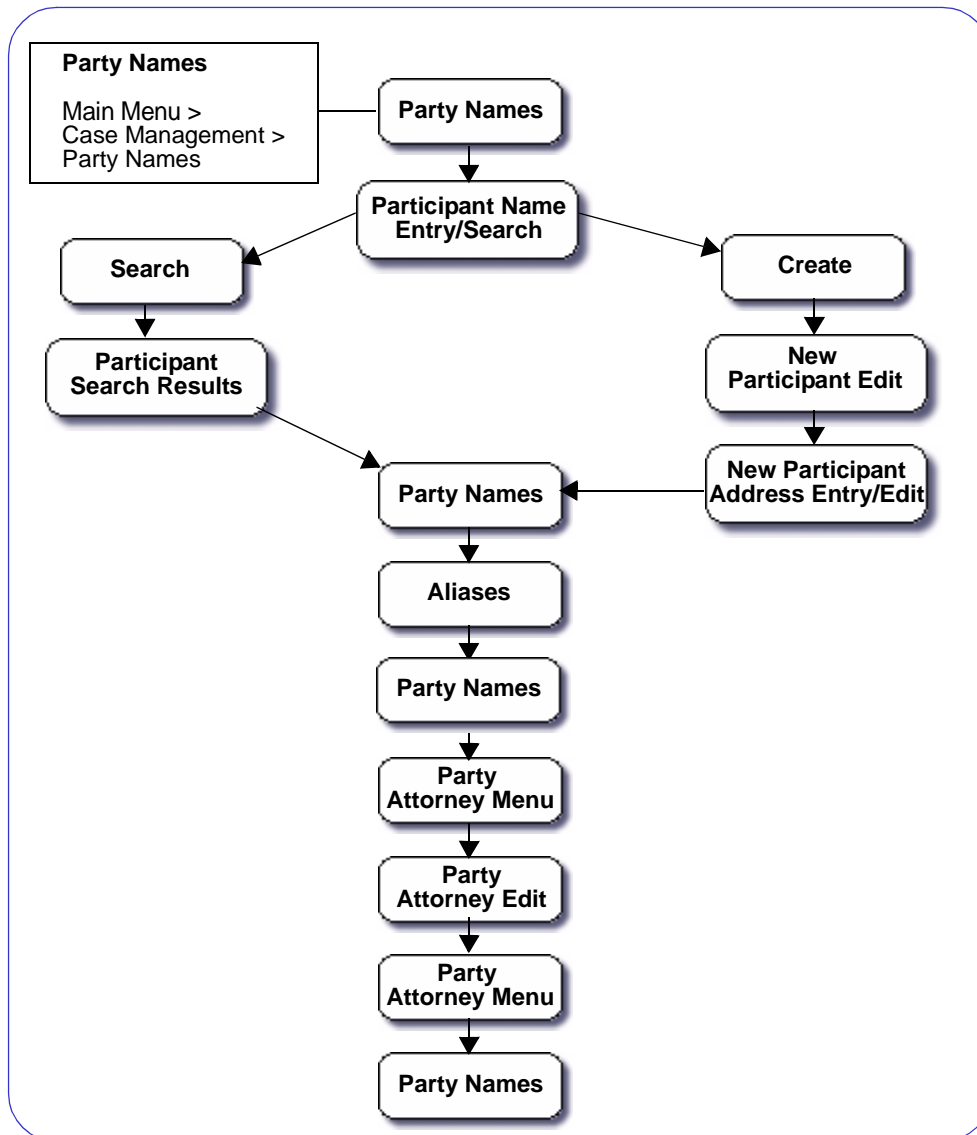 Party Names
Main Menu >
Case Management >
Party Names
Party Names
Participant Name
Entry/Search
Search
Create
Participant
Search Results
New
Participant Edit
New Participant
Address Entry/Edit
Party Names
Aliases
Party Names
Party
Attorney Menu
Party
Attorney Edit
Party
Attorney Menu
Party Names